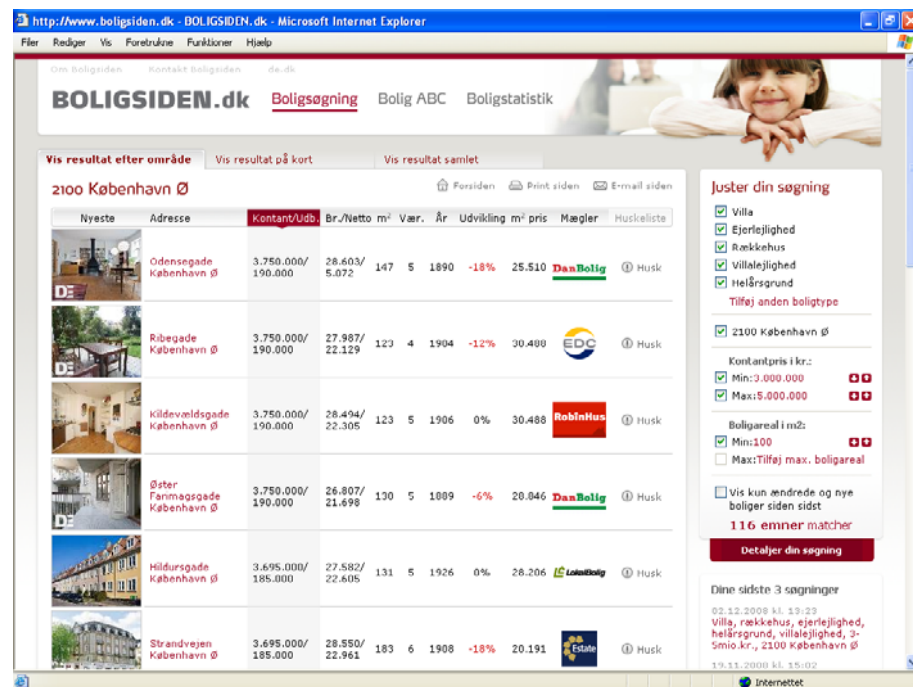 http://www.boligsiden.dk - BOLIGSIDEN.dk - Microsoft Internet Explorer
Filer Rediger Vis Foretrukne Funktioner Hjælp
Om Boligsiden Kontakt Boligsiden de.dk
BOLIGSIDEN.dk Boligsøgning Bolig ABC Boligstatistik
Vis resultat efter område Vis resultat på kort Vis resultat samlet
2100 København Ø
Forsiden Print siden E-mail siden
Nyeste Adresse Kontant/Udb. Br./Netto m² Vær. År Udvikling m² pris Mægler Huskeliste
DE
Odensegade
København Ø
3.750.000/
190.000
28.603/
5.072
147 5 1890 -18% 25.510 DanBolig Husk
DE
Ribegade
København Ø
3.750.000/
190.000
27.987/
22.129
123 4 1904 -12% 30.488 EDC Husk
Kildevældsgade
København Ø
3.750.000/
190.000
28.494/
22.305
123 5 1906 0% 30.488 RobinHus Husk
DE
Øster
Farimagsgade
København Ø
3.750.000/
190.000
26.807/
21.698
130 5 1889 -6% 28.846 DanBolig Husk
Hildursgade
København Ø
3.695.000/
185.000
27.582/
22.605
131 5 1926 0% 28.206 LokalBolig Husk
Strandvejen
København Ø
3.695.000/
185.000
28.550/
22.961
183 6 1908 -18% 20.191 Estate Husk
Juster din søgning
Villa
Ejerlejlighed
Rækkehus
Villalejlighed
Helårsgrund
Tilføj anden boligtype
2100 København Ø
Kontantpris i kr.:
Min:3.000.000
Max:5.000.000
Boligareal i m2:
Min:100
Max:Tilføj max. boligareal
Vis kun ændrede og nye
boliger siden sidst
116 emner matcher
Detaljer din søgning
Dine sidste 3 søgninger
02.12.2008 kl. 19:23
Villa, rækkehus, ejerlejlighed,
helårsgrund, villalejlighed, 3-
5mio.kr., 2100 København Ø
19.11.2008 kl. 15:02
Internettet